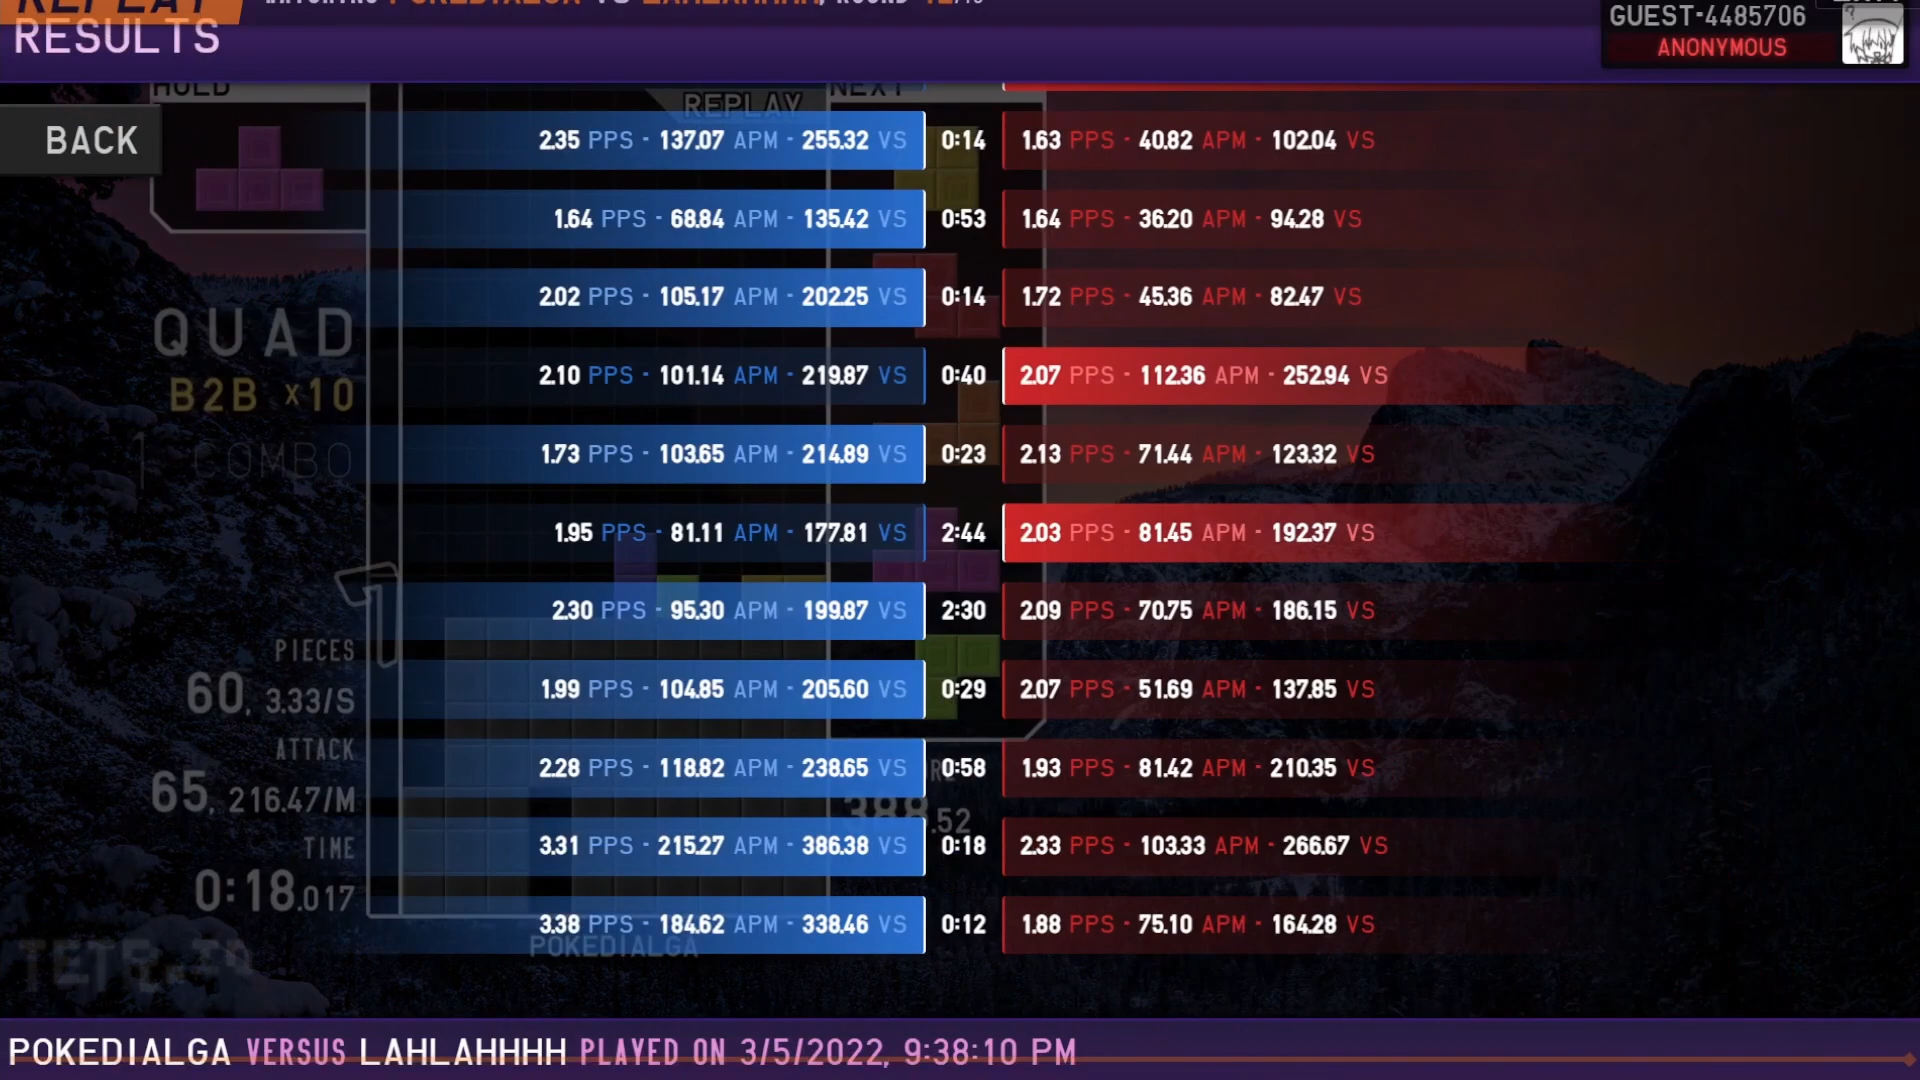 REPLAY
RESULTS
GUEST-4485706
ANONYMOUS
HOLD
NEXT
REPLAY
BACK
2.35 PPS - 137.07 APM - 255.32 VS 0:14 1.63 PPS - 40.82 APM - 102.04 VS
1.64 PPS - 68.84 APM - 135.42 VS 0:53 1.64 PPS - 36.20 APM - 94.28 VS
2.02 PPS - 105.17 APM - 202.25 VS 0:14 1.72 PPS - 45.36 APM - 82.47 VS
QUAD
B2B ×10
1 COMBO
2.10 PPS - 101.14 APM - 219.87 VS 0:40 2.07 PPS - 112.36 APM - 252.94 VS
1.73 PPS - 103.65 APM - 214.89 VS 0:23 2.13 PPS - 71.44 APM - 123.32 VS
1.95 PPS - 81.11 APM - 177.81 VS 2:44 2.03 PPS - 81.45 APM - 192.37 VS
2.30 PPS - 95.30 APM - 199.87 VS 2:30 2.09 PPS - 70.75 APM - 186.15 VS
1.99 PPS - 104.85 APM - 205.60 VS 0:29 2.07 PPS - 51.69 APM - 137.85 VS
2.28 PPS - 118.82 APM - 238.65 VS 0:58 1.93 PPS - 81.42 APM - 210.35 VS
3.31 PPS - 215.27 APM - 386.38 VS 0:18 2.33 PPS - 103.33 APM - 266.67 VS
3.38 PPS - 184.62 APM - 338.46 VS 0:12 1.88 PPS - 75.10 APM - 164.28 VS
7
PIECES
60, 3.33/S
ATTACK
65, 216.47/M
TIME
0:18.017
388.52
POKEDIALGA
POKEDIALGA VERSUS LAHLAHHHH PLAYED ON 3/5/2022, 9:38:10 PM